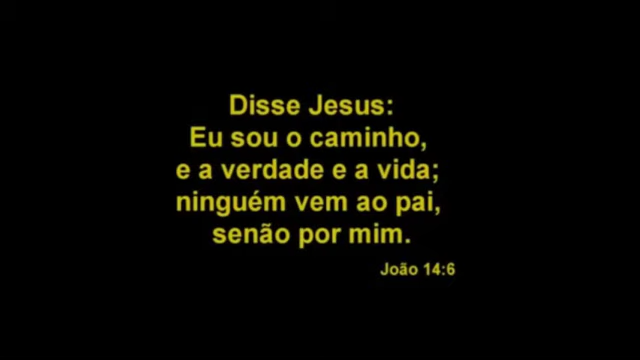 Disse Jesus:
Eu sou o caminho,
e a verdade e a vida;
ninguém vem ao pai,
senão por mim.
João 14:6